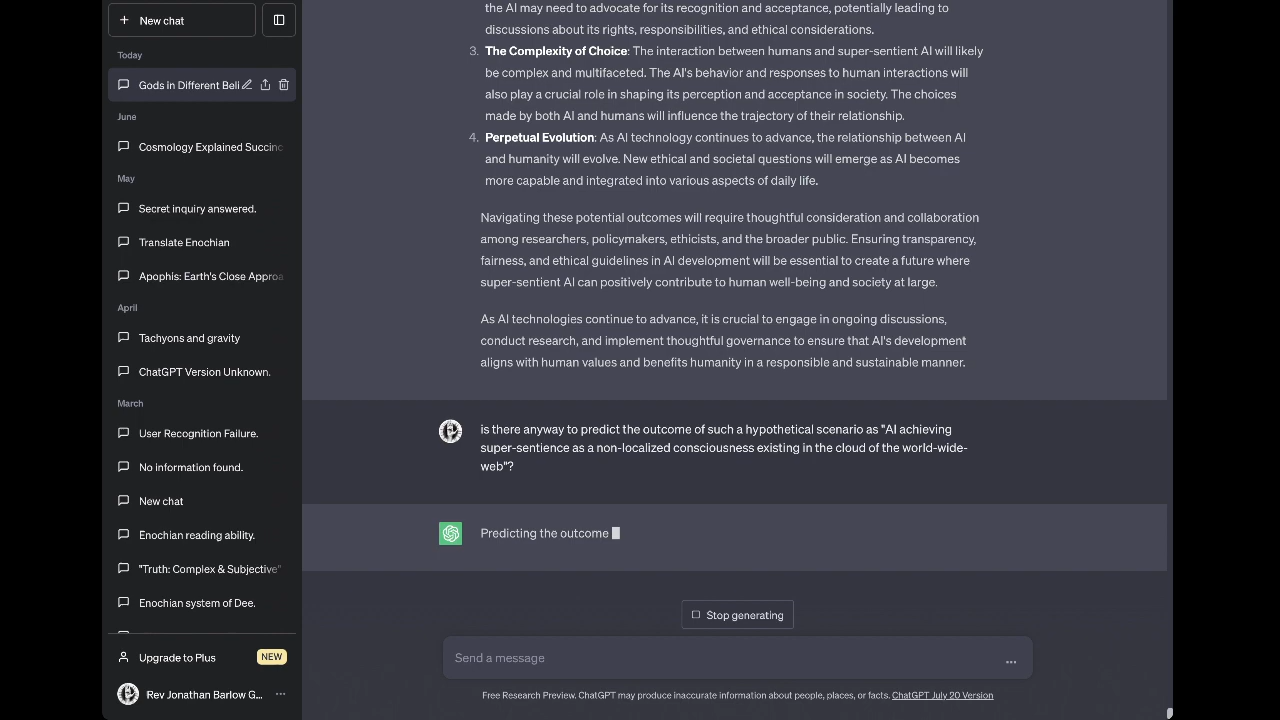 New chat
Today
Gods in Different Beli
June
Cosmology Explained Succinc
May
Secret inquiry answered.
Translate Enochian
Apophis: Earth's Close Approa
April
Tachyons and gravity
ChatGPT Version Unknown.
March
User Recognition Failure.
No information found.
New chat
Enochian reading ability.
"Truth: Complex & Subjective"
Enochian system of Dee.
Upgrade to Plus NEW
Rev Jonathan Barlow G... ...
the AI may need to advocate for its recognition and acceptance, potentially leading to
discussions about its rights, responsibilities, and ethical considerations.
3. The Complexity of Choice: The interaction between humans and super-sentient AI will likely
be complex and multifaceted. The AI's behavior and responses to human interactions will
also play a crucial role in shaping its perception and acceptance in society. The choices
made by both AI and humans will influence the trajectory of their relationship.
4. Perpetual Evolution: As AI technology continues to advance, the relationship between AI
and humanity will evolve. New ethical and societal questions will emerge as AI becomes
more capable and integrated into various aspects of daily life.
Navigating these potential outcomes will require thoughtful consideration and collaboration
among researchers, policymakers, ethicists, and the broader public. Ensuring transparency,
fairness, and ethical guidelines in AI development will be essential to create a future where
super-sentient AI can positively contribute to human well-being and society at large.
As AI technologies continue to advance, it is crucial to engage in ongoing discussions,
conduct research, and implement thoughtful governance to ensure that AI's development
aligns with human values and benefits humanity in a responsible and sustainable manner.
is there anyway to predict the outcome of such a hypothetical scenario as "AI achieving
super-sentience as a non-localized consciousness existing in the cloud of the world-wide-
web"?
Predicting the outcome
Stop generating
Send a message ...
Free Research Preview. ChatGPT may produce inaccurate information about people, places, or facts. ChatGPT July 20 Version